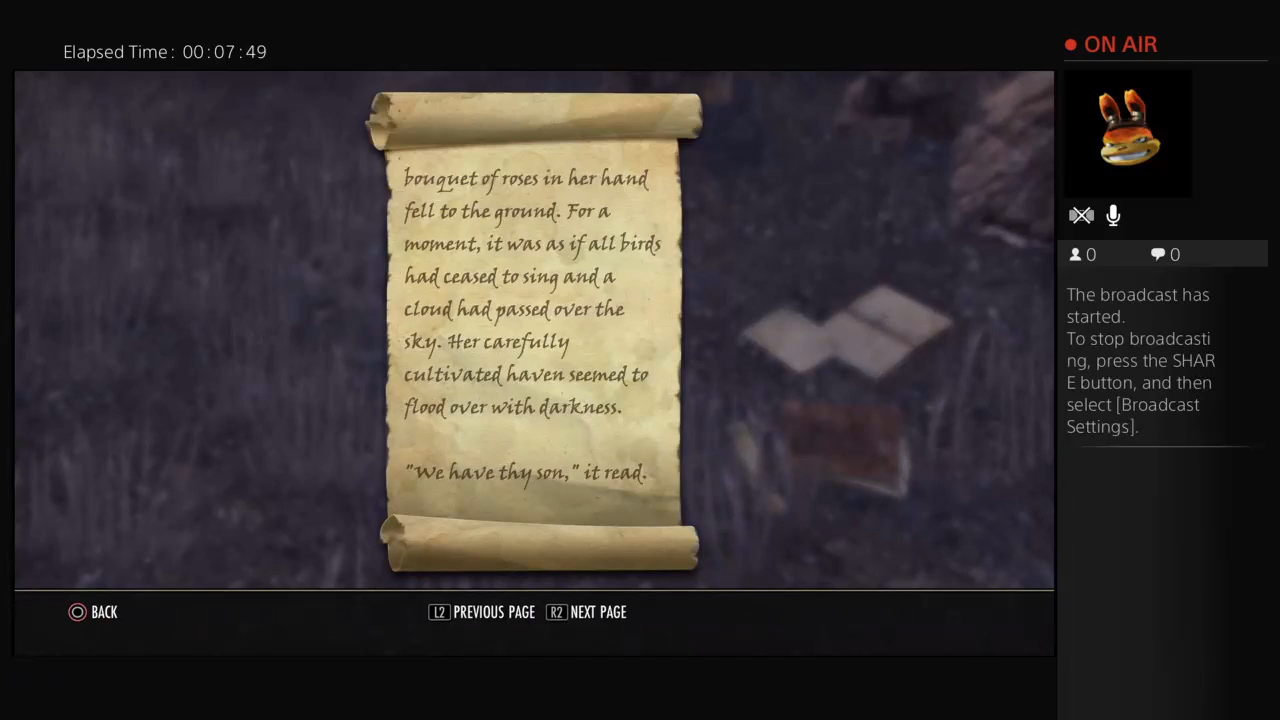 Elapsed Time: 00:07:49
ON AIR
bouquet of roses in her hand
fell to the ground. For a
moment, it was as if all birds
had ceased to sing and a
cloud had passed over the
sky. Her carefully
cultivated haven seemed to
flood over with darkness.
"We have thy son," it read.
0 0
The broadcast has
started.
To stop broadcasti
ng, press the SHAR
E button, and then
select [Broadcast
Settings].
BACK L2 PREVIOUS PAGE R2 NEXT PAGE